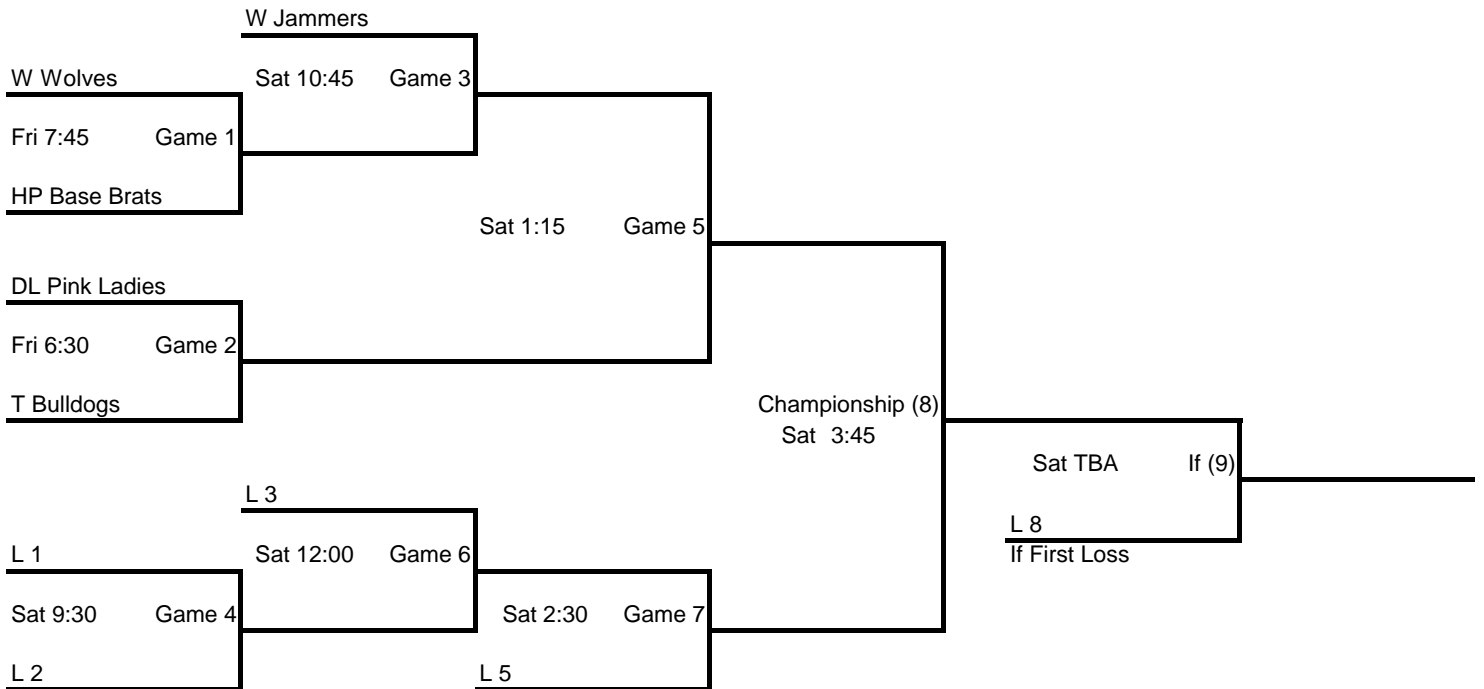 W Jammers
W Wolves
Sat 10:45 Game 3
Fri 7:45 Game 1
HP Base Brats
Sat 1:15 Game 5
DL Pink Ladies
Fri 6:30 Game 2
T Bulldogs
Championship (8)
Sat 3:45
Sat TBA If (9)
L 3
L 8
L 1
Sat 12:00 Game 6
If First Loss
Sat 9:30 Game 4
Sat 2:30 Game 7
L 2
L 5